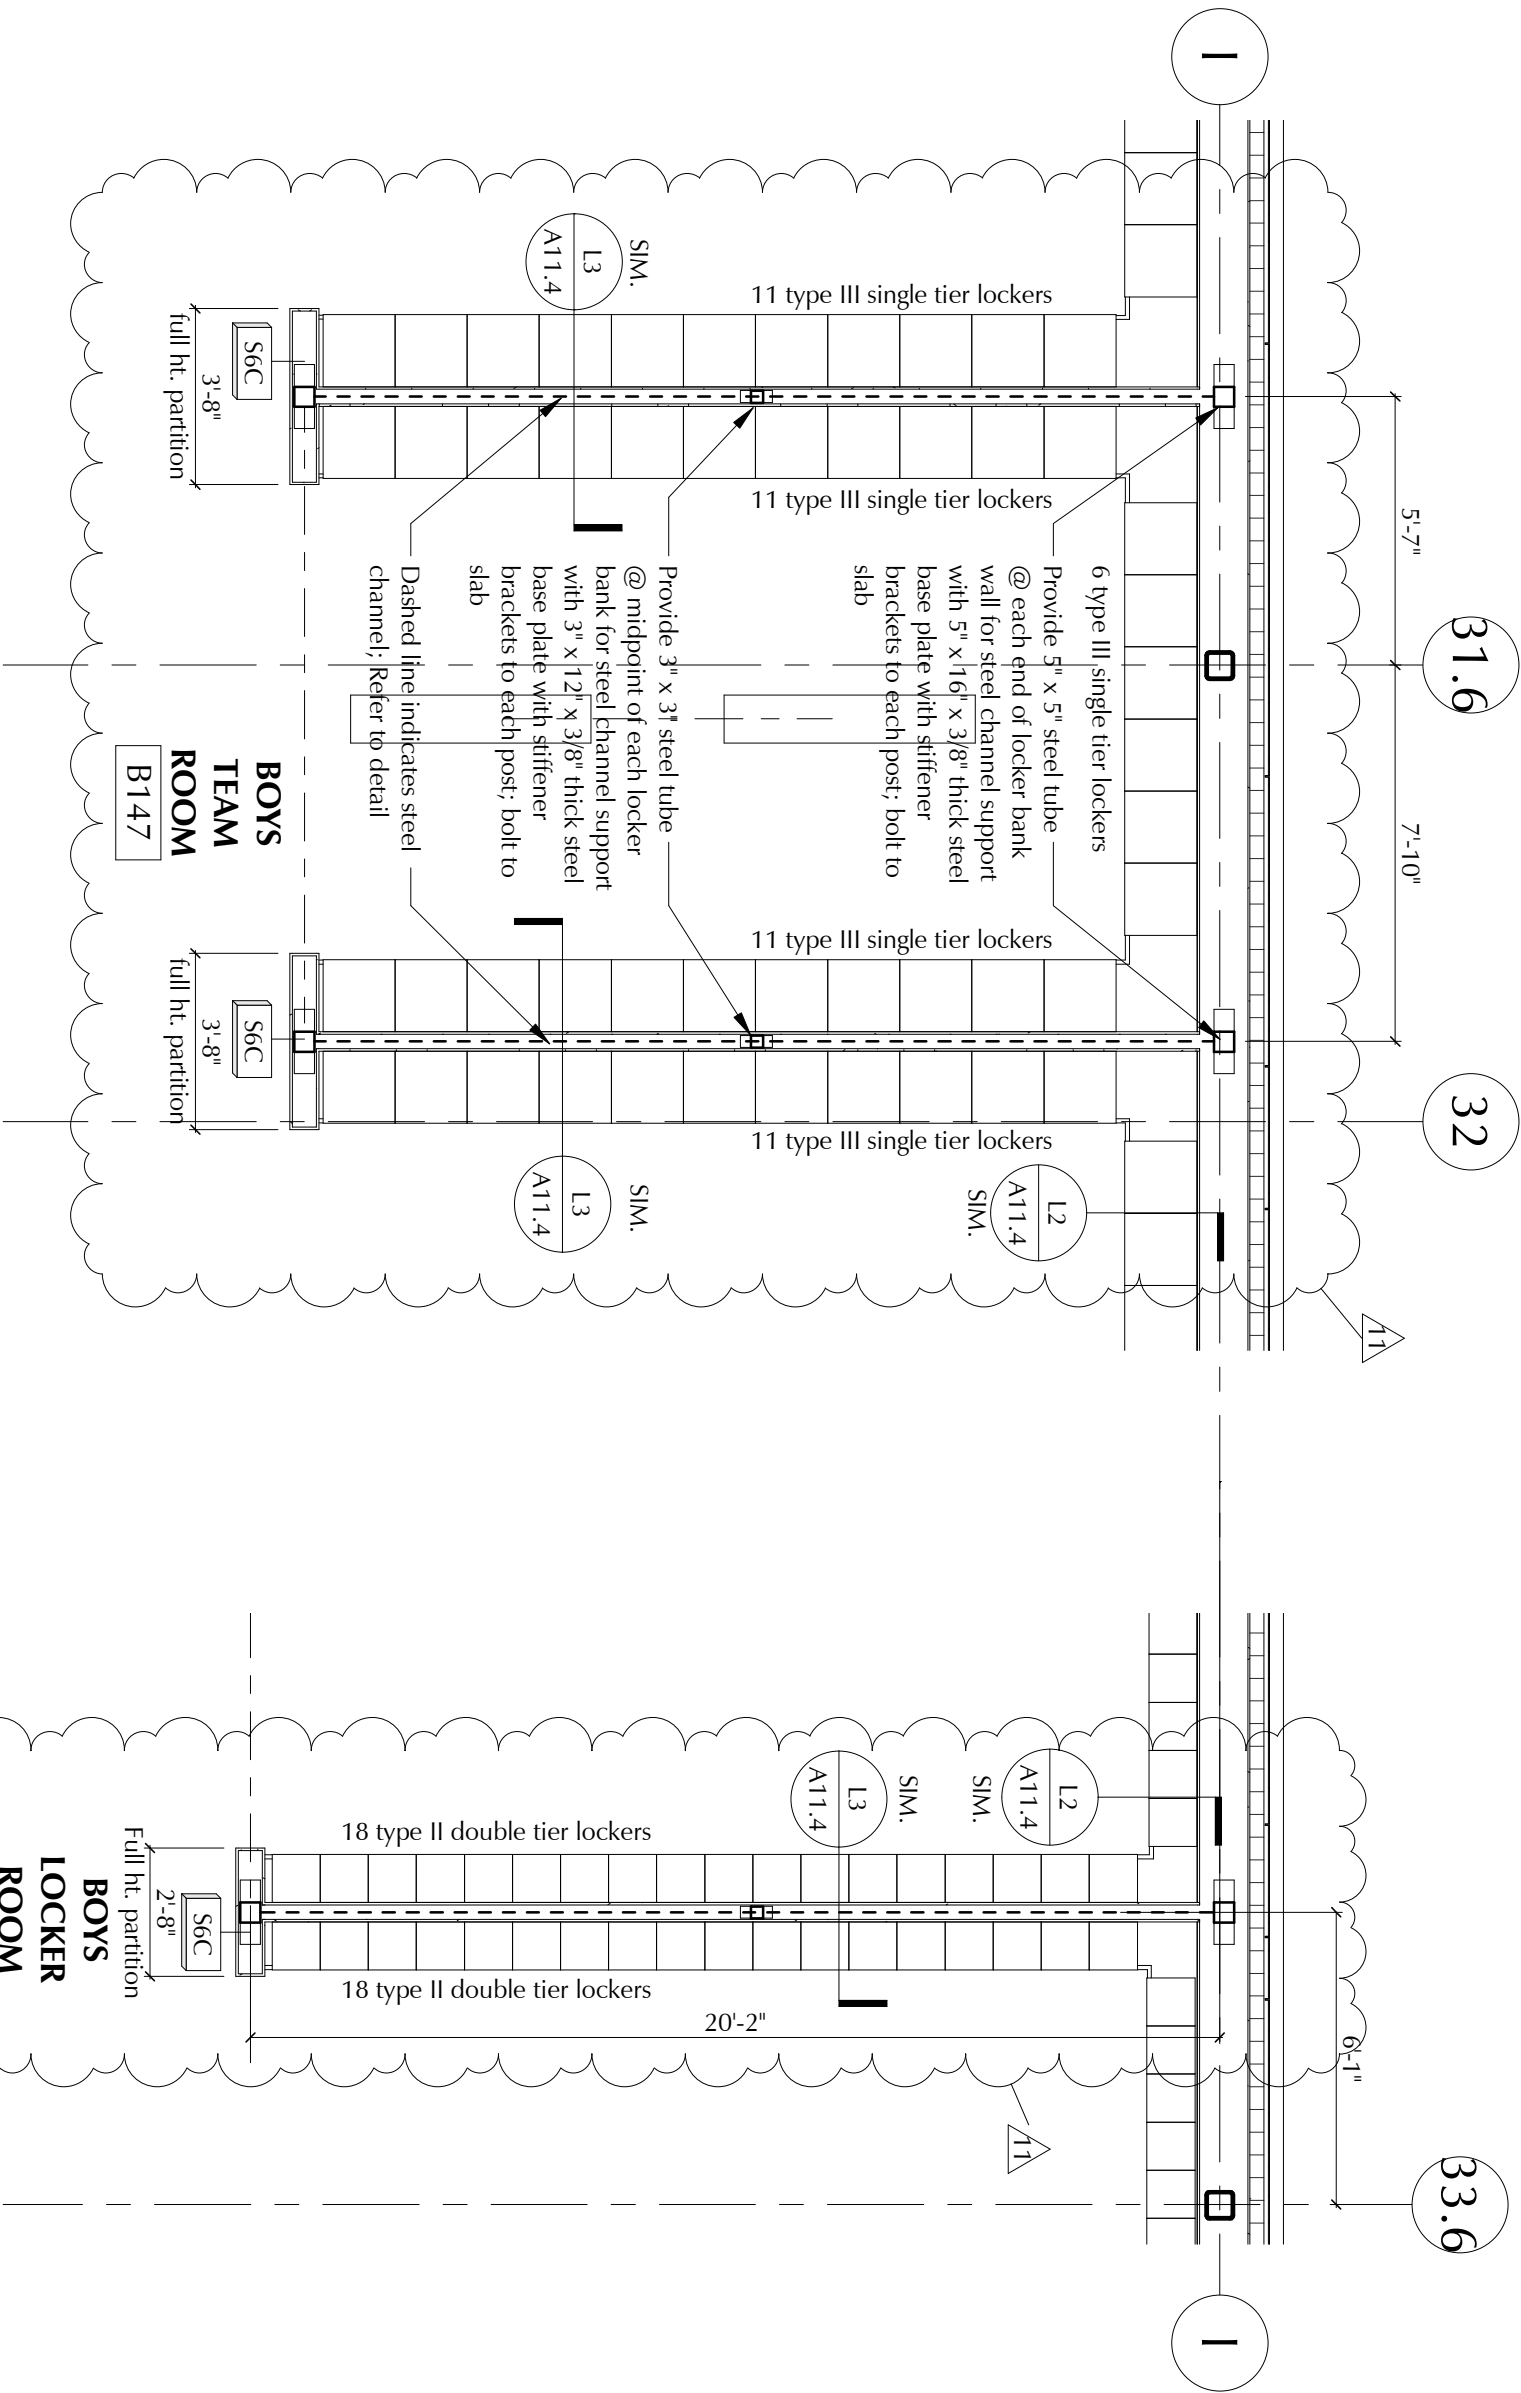 I
31.6
32
33.6
I
5'-7"
7'-10"
6'-1"
11
11
6 type III single tier lockers
Provide 5" x 5" steel tube
@ each end of locker bank
wall for steel channel support
with 5" x 16" x 3/8" thick steel
base plate with stiffener
brackets to each post; bolt to
slab
Provide 3" x 3" steel tube
@ midpoint of each locker
bank for steel channel support
with 3" x 12" x 3/8" thick steel
base plate with stiffener
brackets to each post; bolt to
slab
Dashed line indicates steel
channel; Refer to detail
11 type III single tier lockers
11 type III single tier lockers
11 type III single tier lockers
11 type III single tier lockers
SIM.
L3
A11.4
SIM.
L3
A11.4
L2
A11.4
SIM.
S6C
3'-8"
full ht. partition
S6C
3'-8"
full ht. partition
BOYS
TEAM
ROOM
B147
L2
A11.4
SIM.
SIM.
L3
A11.4
18 type II double tier lockers
18 type II double tier lockers
20'-2"
S6C
2'-8"
Full ht. partition
BOYS
LOCKER
ROOM